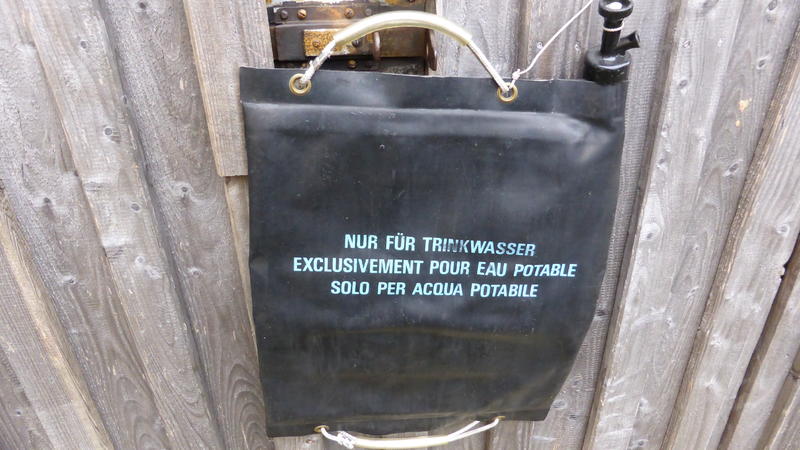 NUR FÜR TRINKWASSER
EXCLUSIVEMENT POUR EAU POTABLE
SOLO PER ACQUA POTABILE